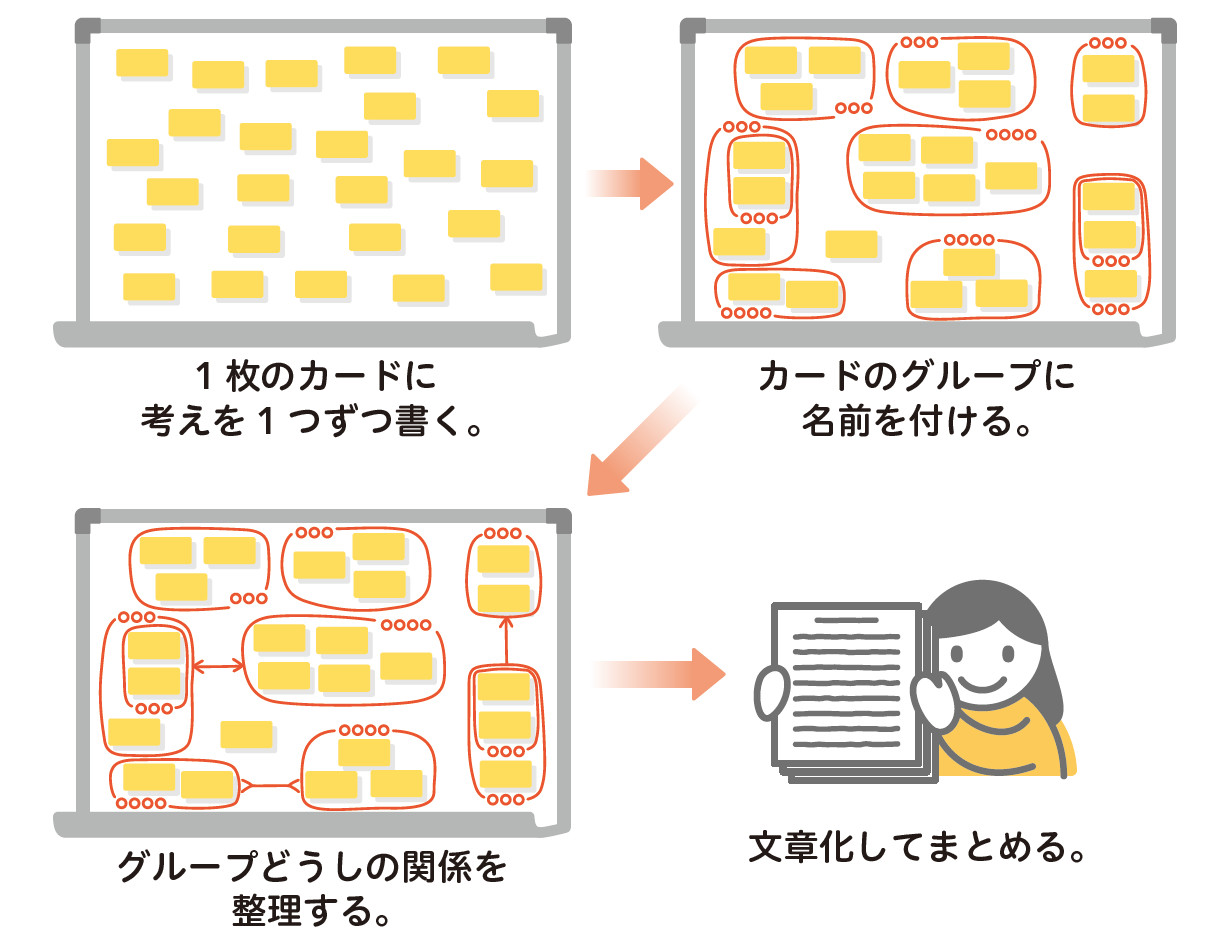 1枚のカードに
考えを1つずつ書く。
カードのグループに
名前を付ける。
グループどうしの関係を
整理する。
文章化してまとめる。